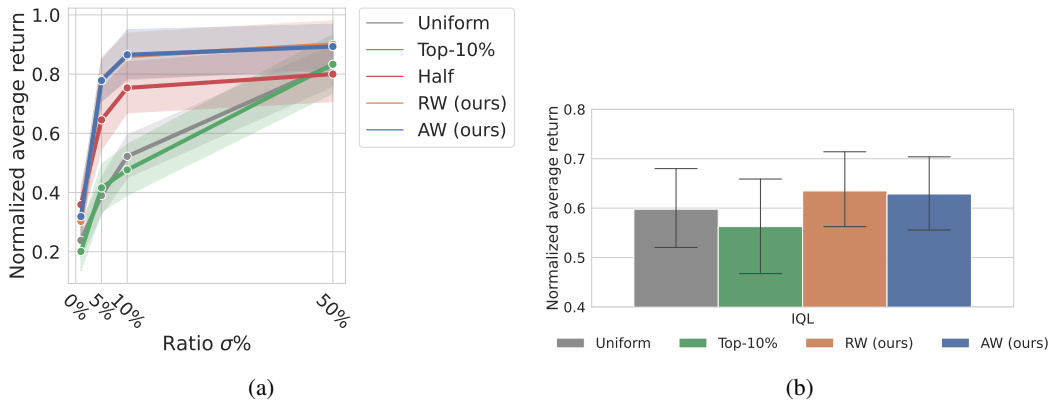 Normalized average return
1.0
0.8
0.6
0.4
0.2
0%
5%
10%
50%
Ratio σ%
Uniform
Top-10%
Half
RW (ours)
AW (ours)
(a)
Normalized average return
0.8
0.7
0.6
0.5
0.4
IQL
Uniform
Top-10%
RW (ours)
AW (ours)
(b)